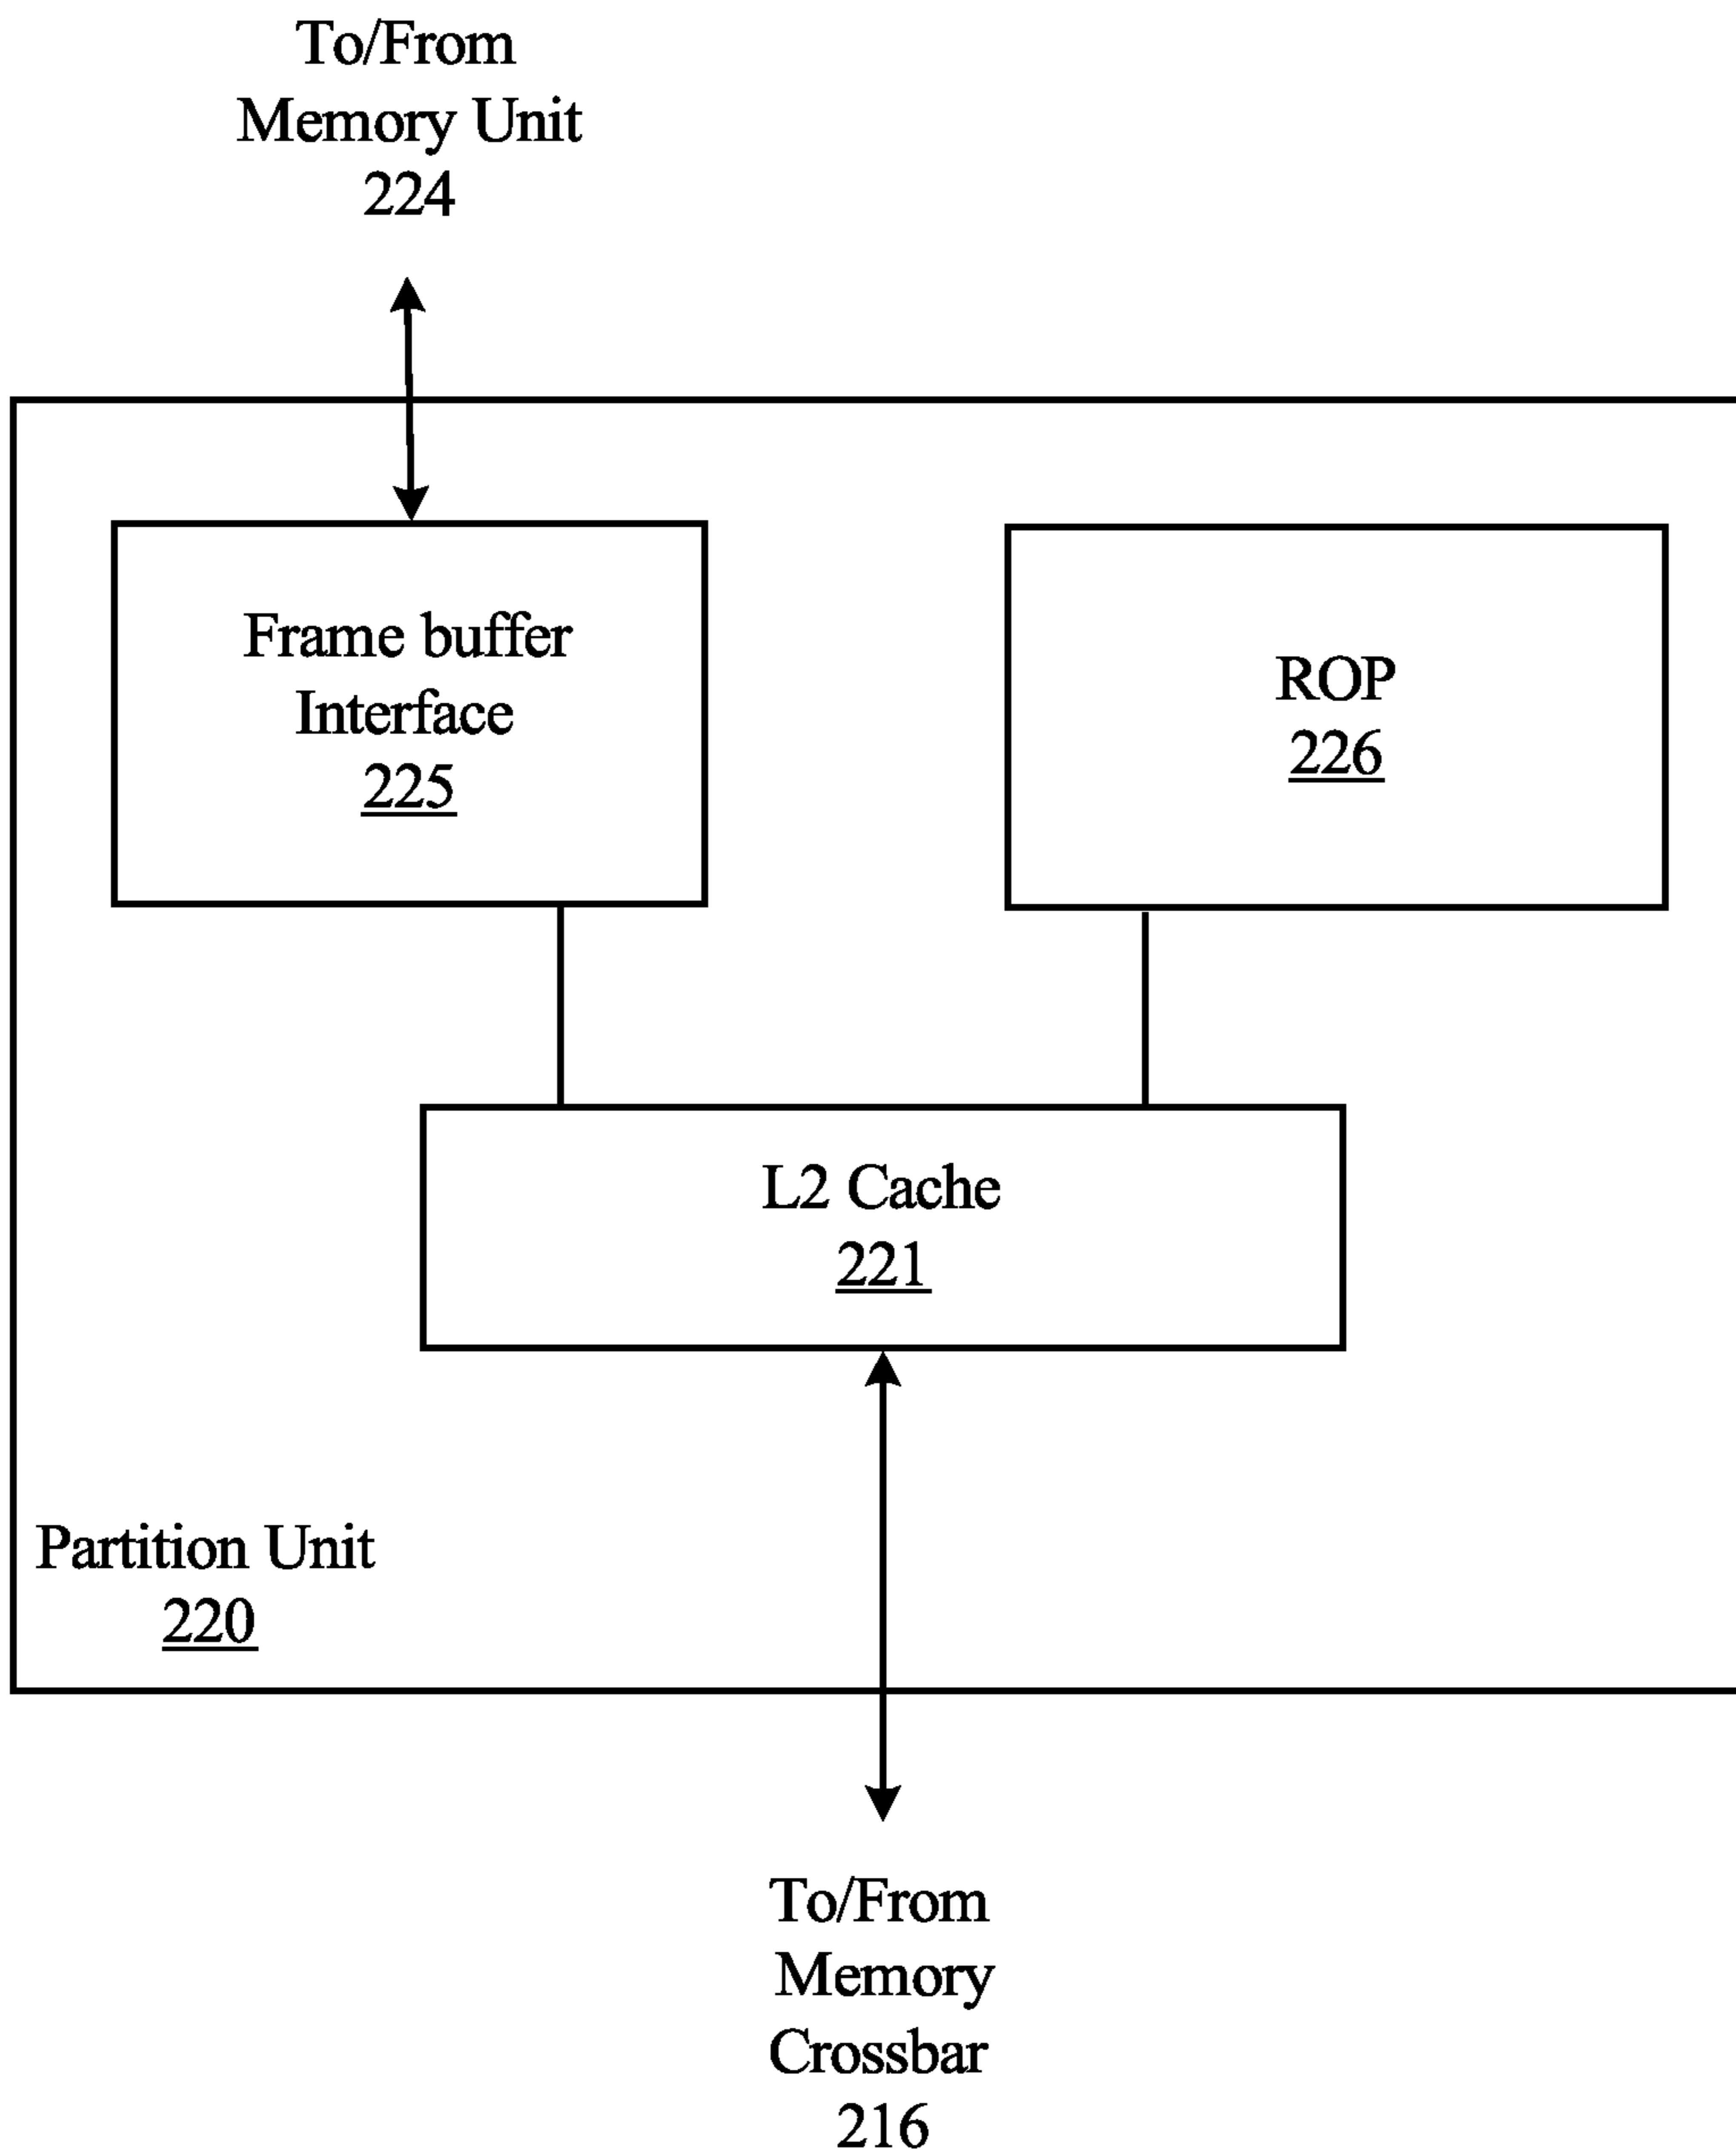 To/From
Memory Unit
224
Frame buffer
Interface
225
ROP
226
L2 Cache
221
Partition Unit
220
To/From
Memory
Crossbar
216